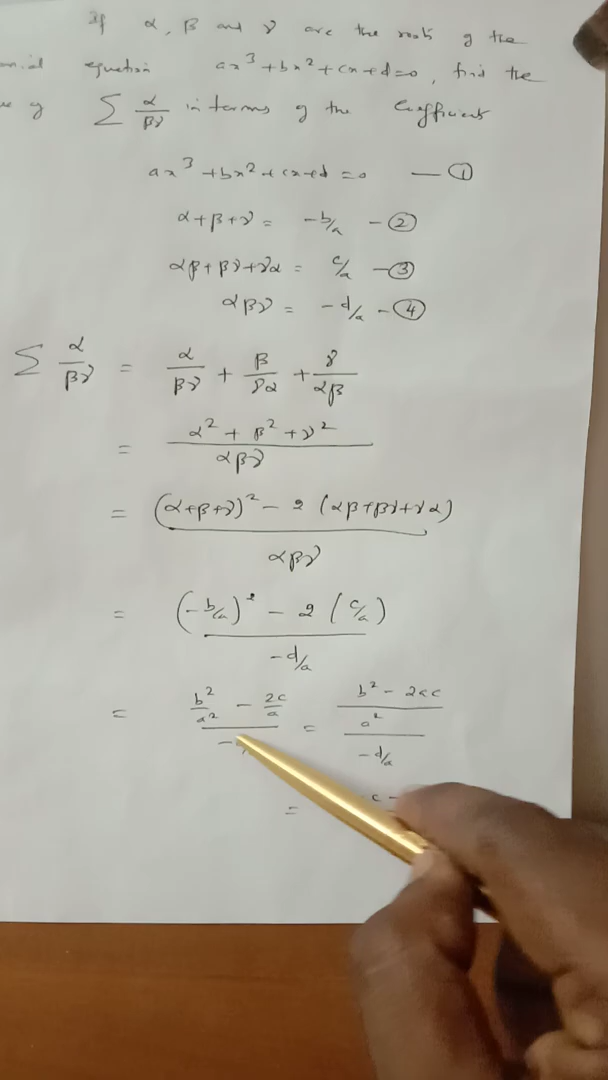 If α, β and γ are the roots of the
equation ax³+bx²+cx+d=0, find the
Σ α/βγ in terms of the Coefficient
ax³+bx²+cx+d=0 — ①
α+β+γ = -b/a - ②
αβ+βγ+γα = c/a - ③
αβγ = -d/a - ④
Σ α/βγ = α/βγ + β/γα + γ/αβ
= (α²+β²+γ²)/αβγ
= ((α+β+γ)² - 2(αβ+βγ+γα))/αβγ
= ((-b/a)² - 2(c/a))/(-d/a)
= (b²/a² - 2c/a)/- = ((b²-2ac)/a²)/(-d/a)
=